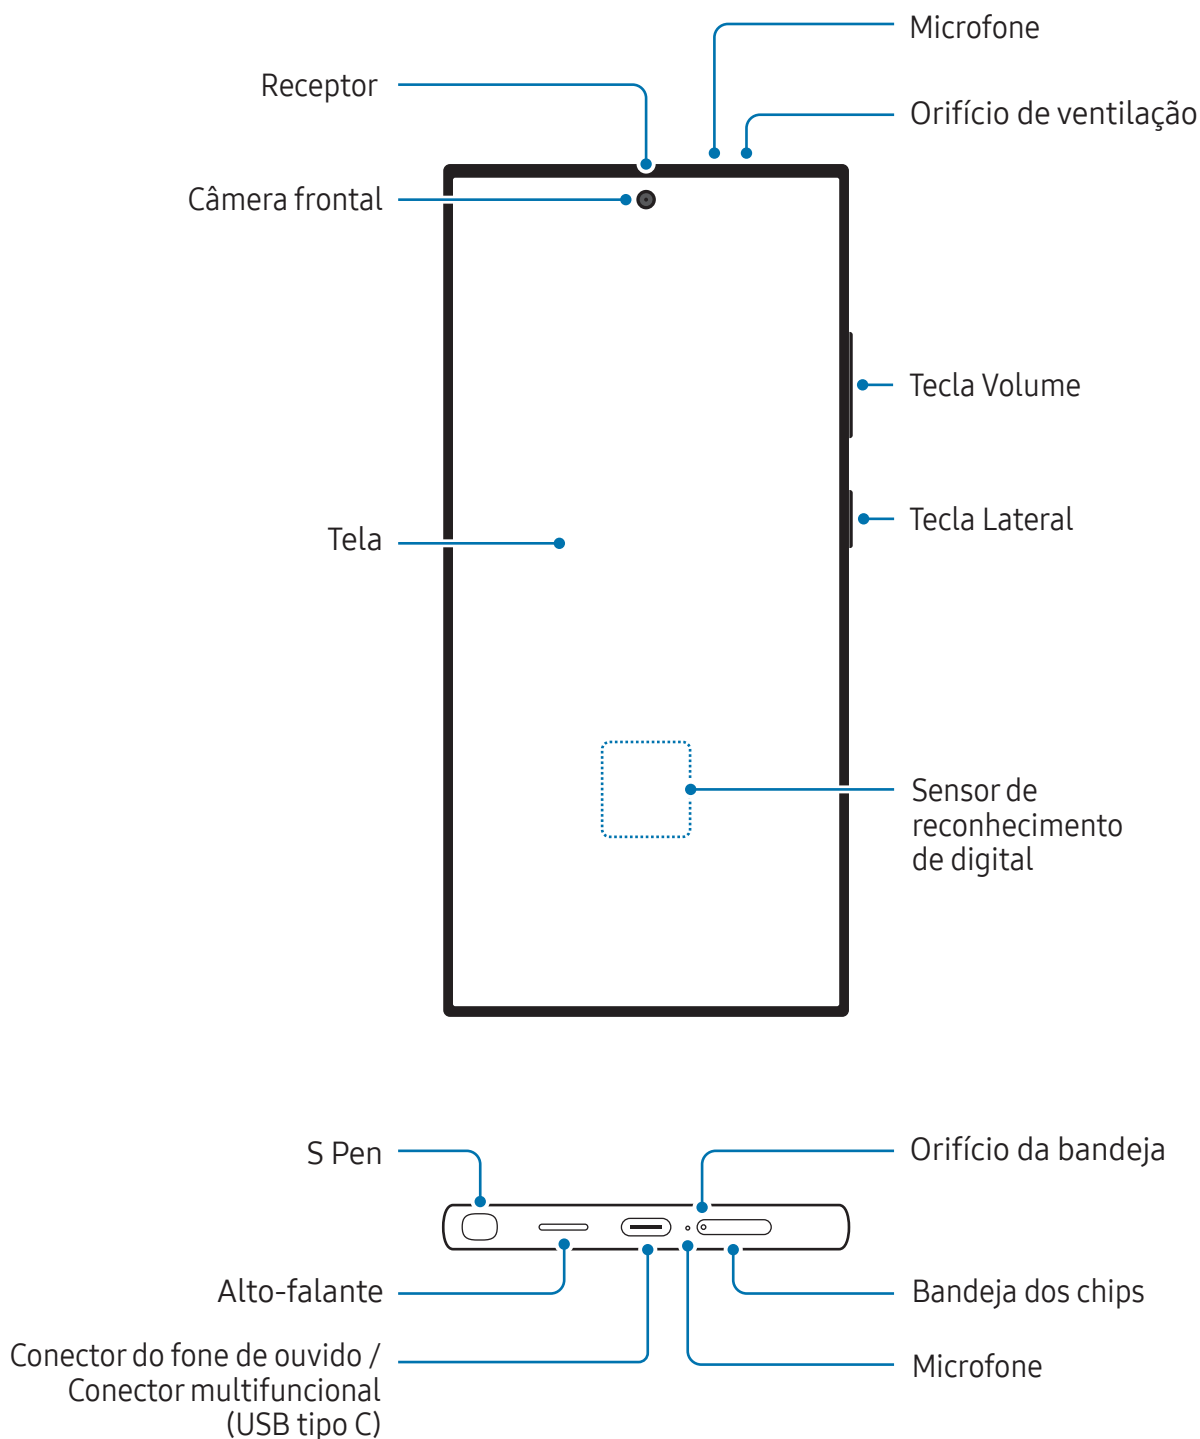 Microfone
Receptor
Orifício de ventilação
Câmera frontal
Tecla Volume
Tecla Lateral
Tela
Sensor de
reconhecimento
de digital
S Pen
Orifício da bandeja
Alto-falante
Bandeja dos chips
Conector do fone de ouvido /
Conector multifuncional
(USB tipo C)
Microfone